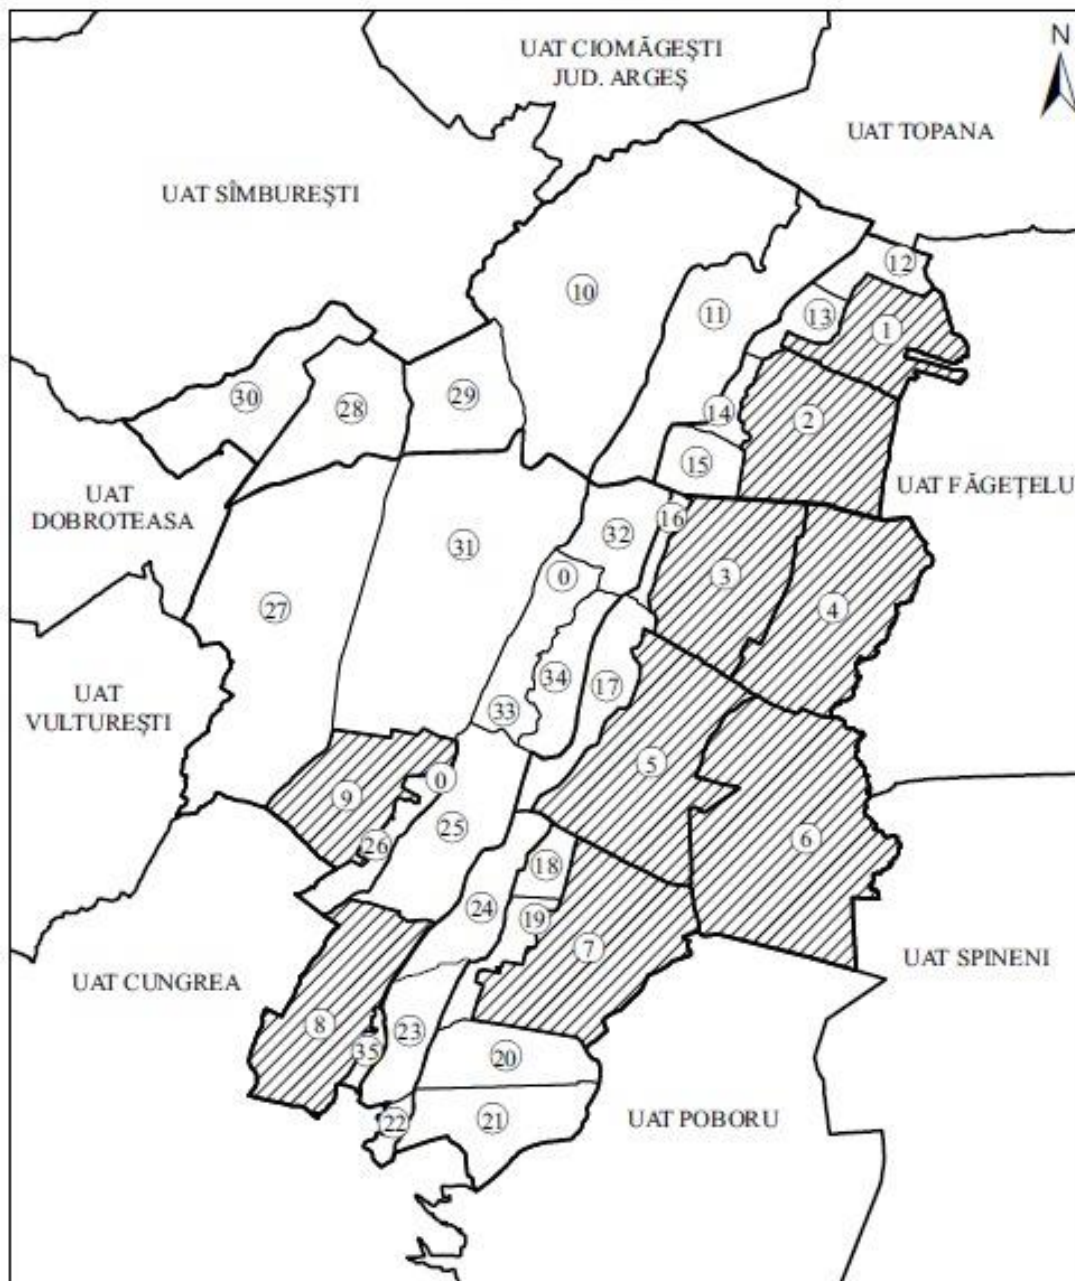 N
UAT CIOMĂGEȘTI
JUD. ARGEȘ
UAT TOPANA
UAT SÎMBUREȘTI
12
10
11
13
1
30
29
28
14
2
15
UAT
DOBROTEASA
UAT FĂGEȚELU
16
32
31
0
3
27
4
34
17
UAT
VULTUREȘTI
33
5
0
9
25
26
6
18
24
19
7
UAT CUNGREA
UAT SPINENI
8
23
35
20
22
21
UAT POBORU